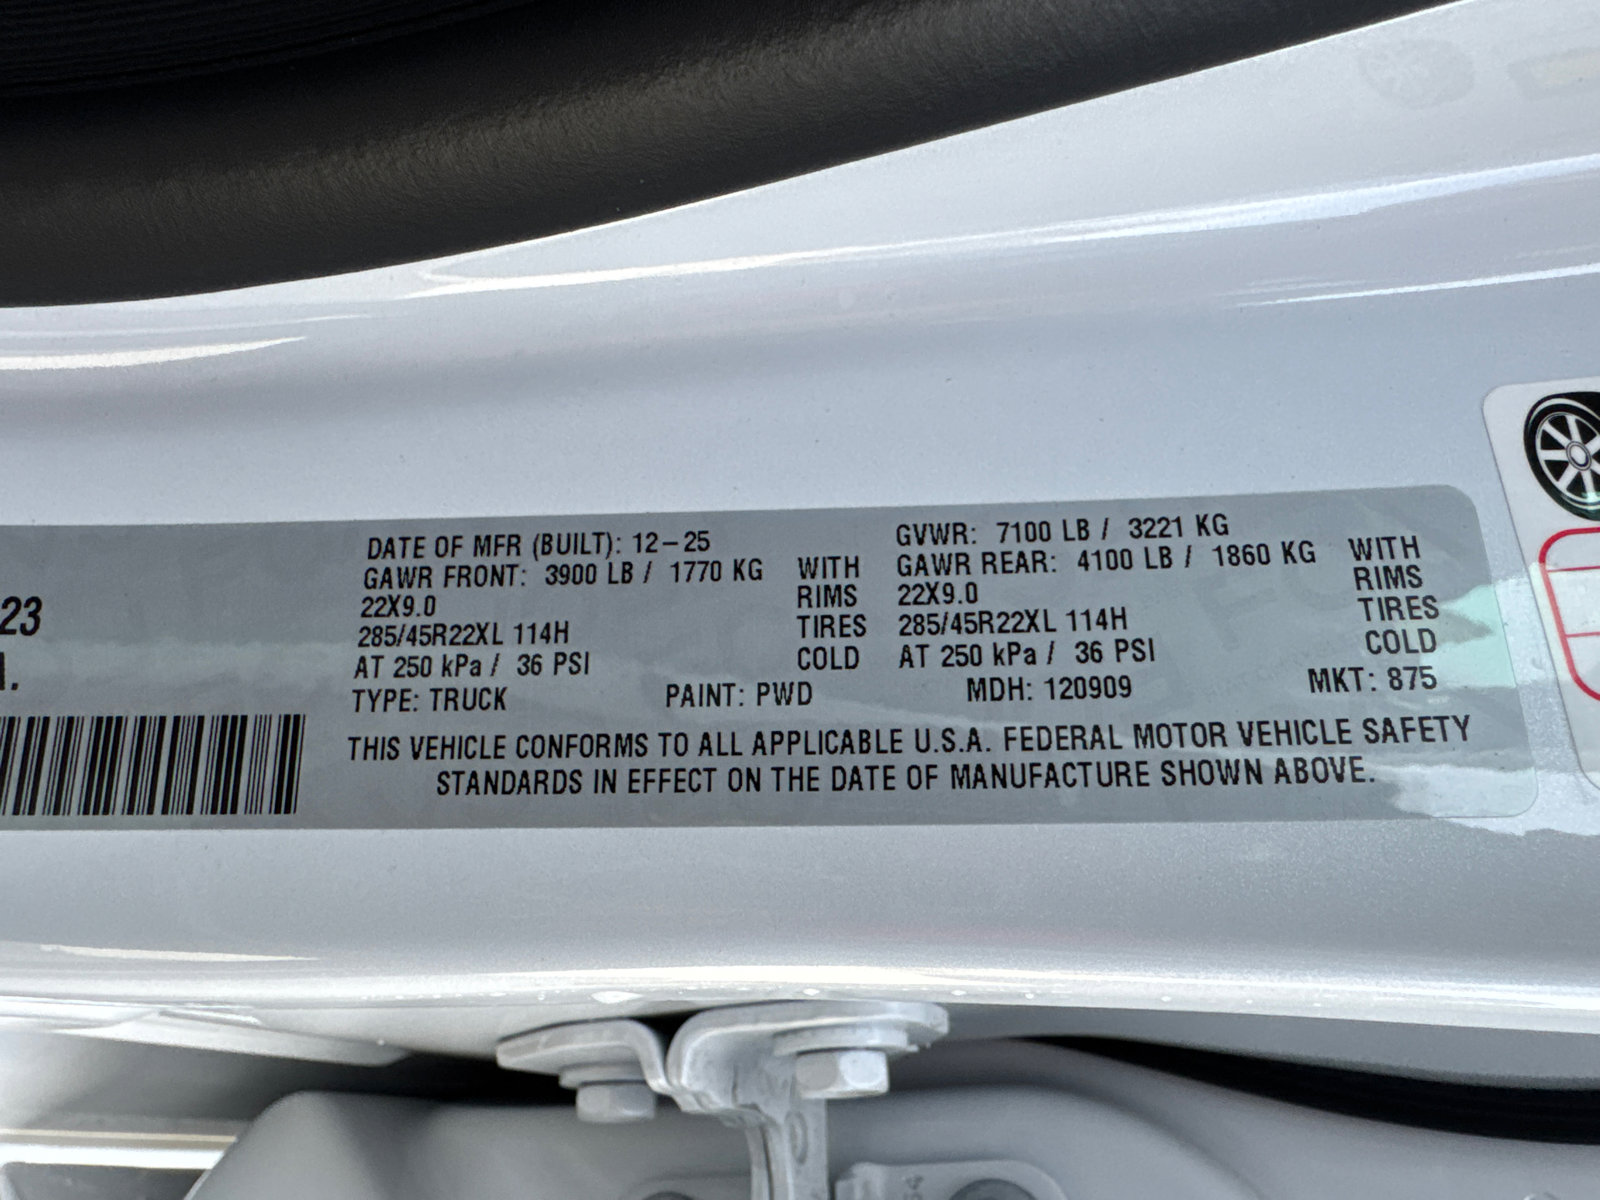 DATE OF MFR (BUILT): 12-25 GVWR: 7100 LB / 3221 KG
GAWR FRONT: 3900 LB / 1770 KG WITH GAWR REAR: 4100 LB / 1860 KG WITH
22X9.0 RIMS 22X9.0 RIMS
23 285/45R22XL 114H TIRES 285/45R22XL 114H TIRES
AT 250 kPa / 36 PSI COLD AT 250 kPa / 36 PSI COLD
TYPE: TRUCK PAINT: PWD MDH: 120909 MKT: 875
THIS VEHICLE CONFORMS TO ALL APPLICABLE U.S.A. FEDERAL MOTOR VEHICLE SAFETY
STANDARDS IN EFFECT ON THE DATE OF MANUFACTURE SHOWN ABOVE.